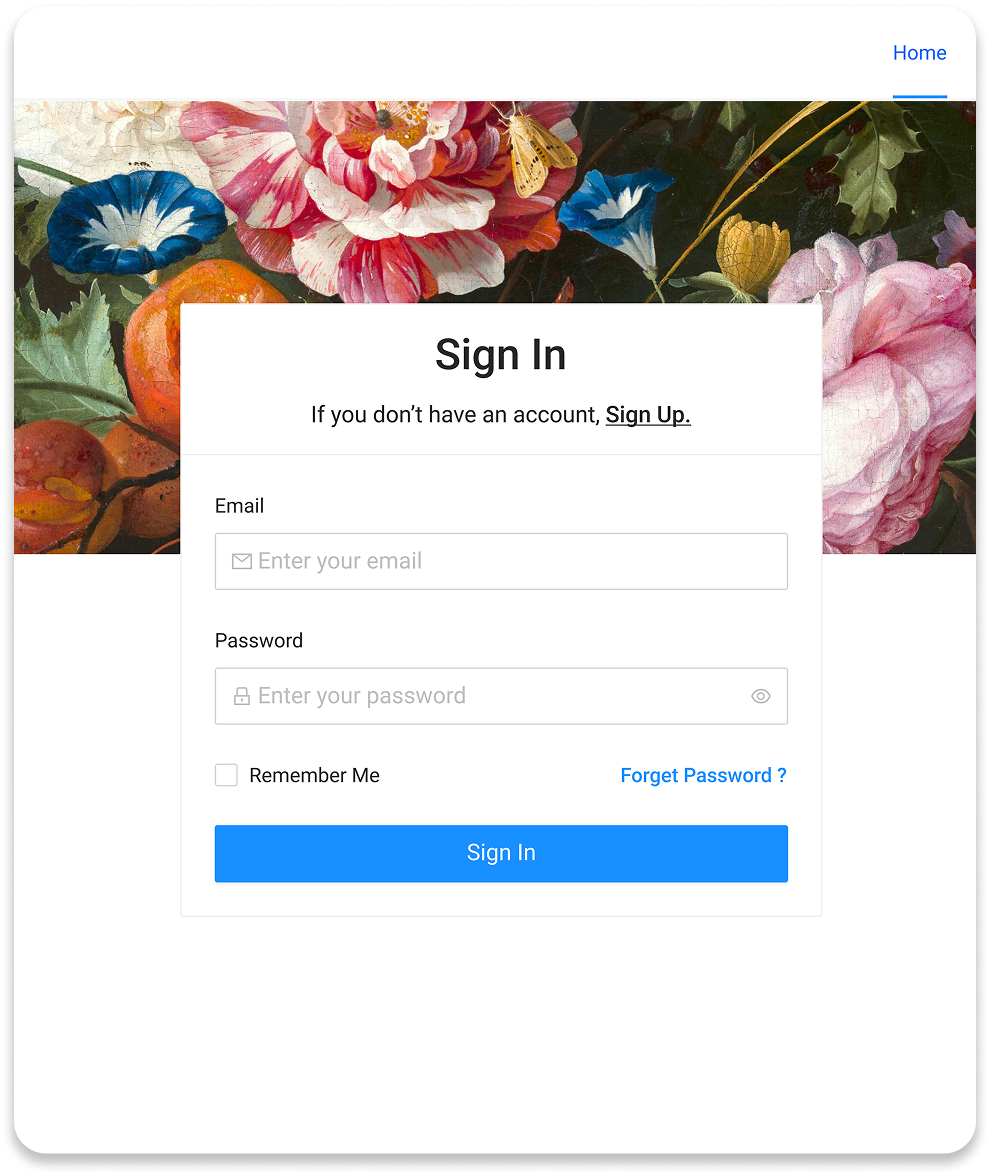 Home
Sign In
If you don’t have an account, Sign Up.
Email
Enter your email
Password
Enter your password
Remember Me
Forget Password ?
Sign In